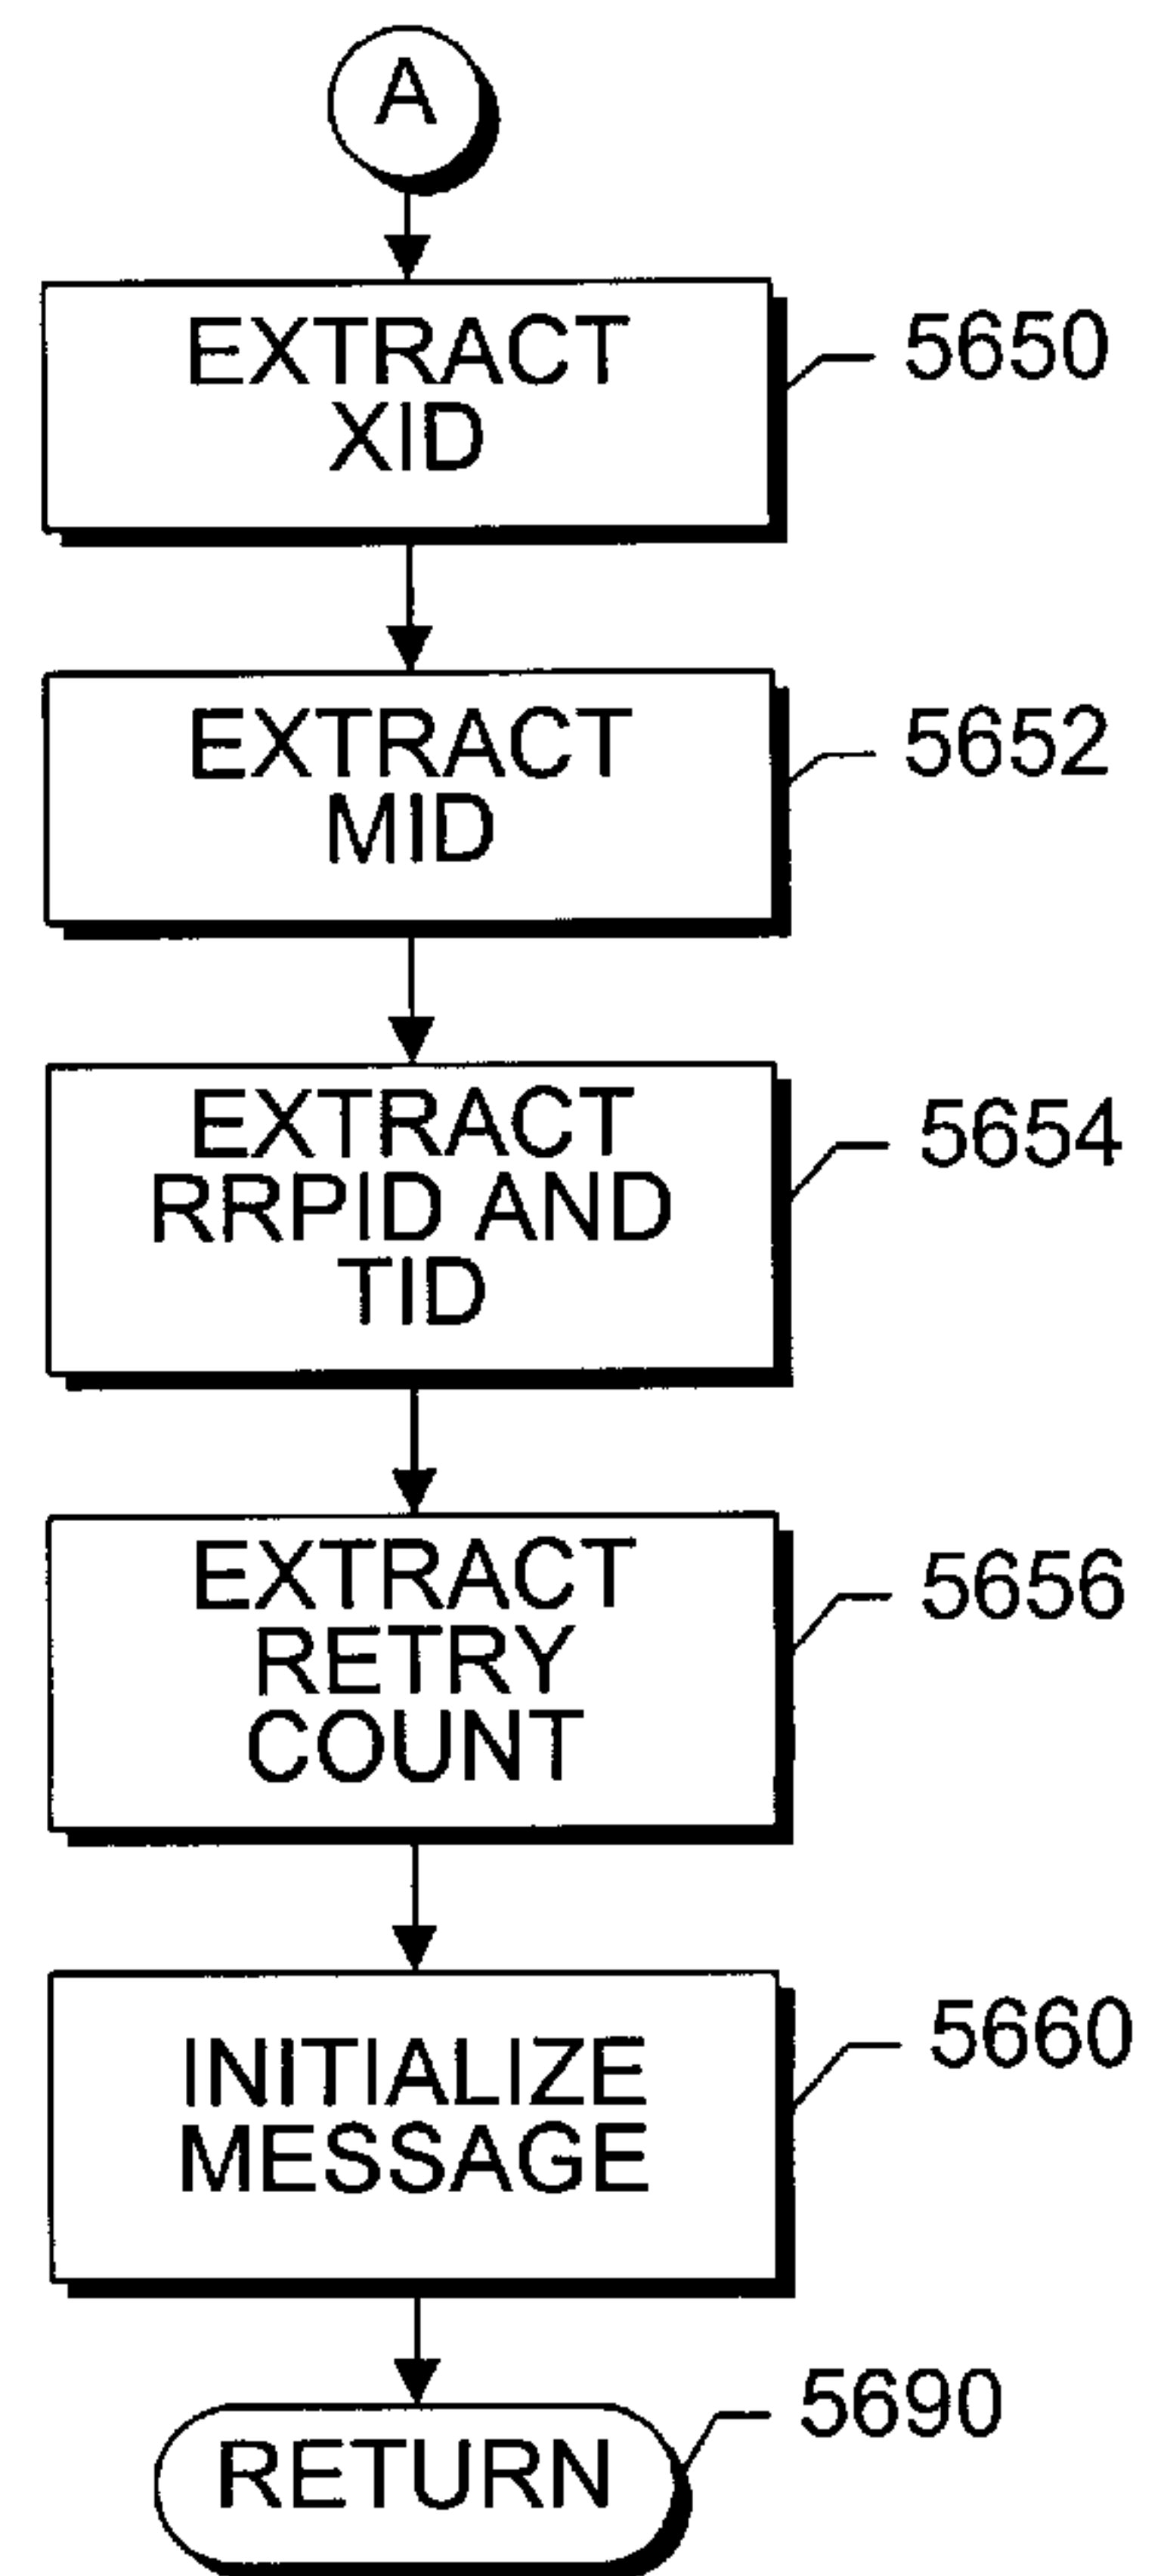 A
EXTRACT
XID
5650
EXTRACT
MID
5652
EXTRACT
RRPID AND
TID
5654
EXTRACT
RETRY
COUNT
5656
INITIALIZE
MESSAGE
5660
RETURN
5690